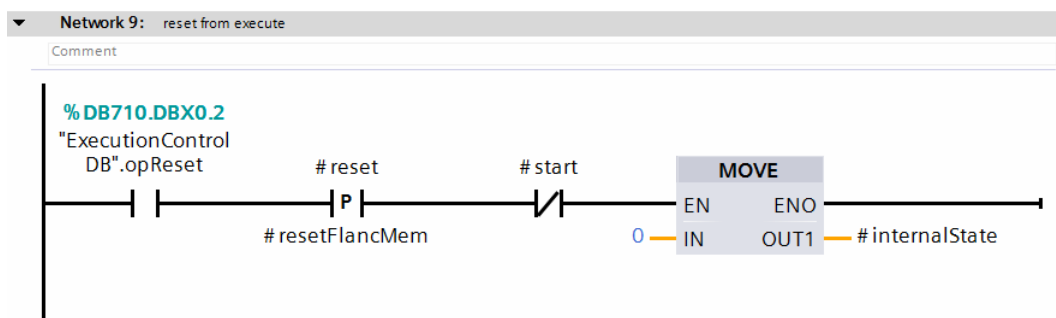 Network 9: reset from execute
Comment
%DB710.DBX0.2
"ExecutionControl
DB".opReset
#reset
#start
MOVE
P
EN
ENO
#resetFlancMem
0
IN
OUT1
#internalState